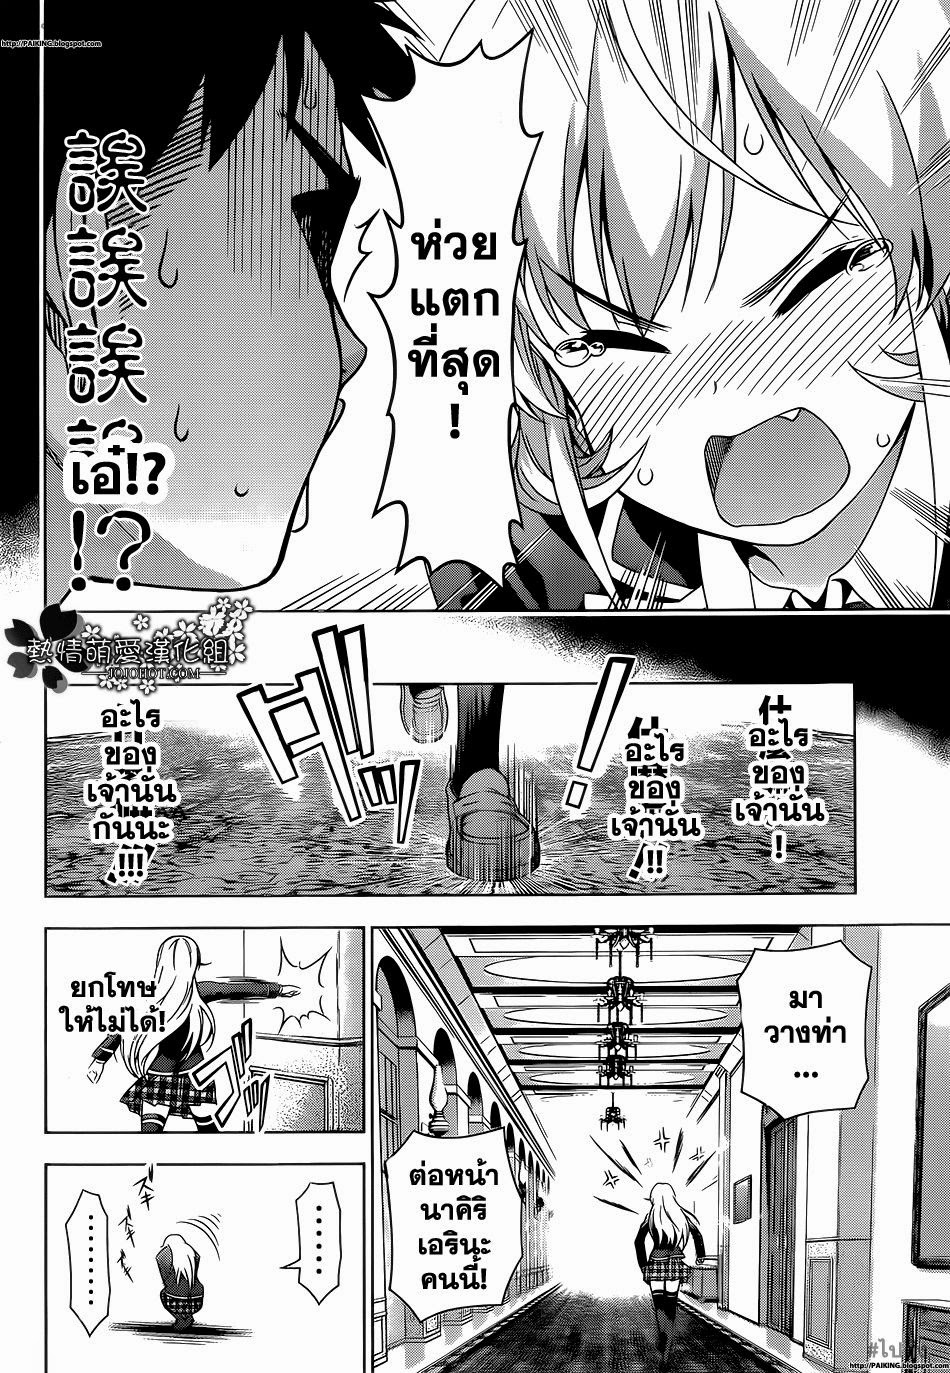 http://PAIKING.blogspot.com
ห่วย
แตก
ที่สุด
!
誒
誒
誒
เอ๋!?
!?
熱情萌愛漢化組
JOJOHOT.COM
อะไร
ของ
เจ้านั่น
!
อะไร
ของ
เจ้านั่น
!!
!
ガッ
อะไร
ของ
เจ้านั่น
กันน่ะ
!!!
มา
วางท่า
...
ต่อหน้า
นาคิริ
เอรินะ
คนนี้!
ยกโทษ
ให้ไม่ได้!
......
......
http://PAIKING.blogspot.com